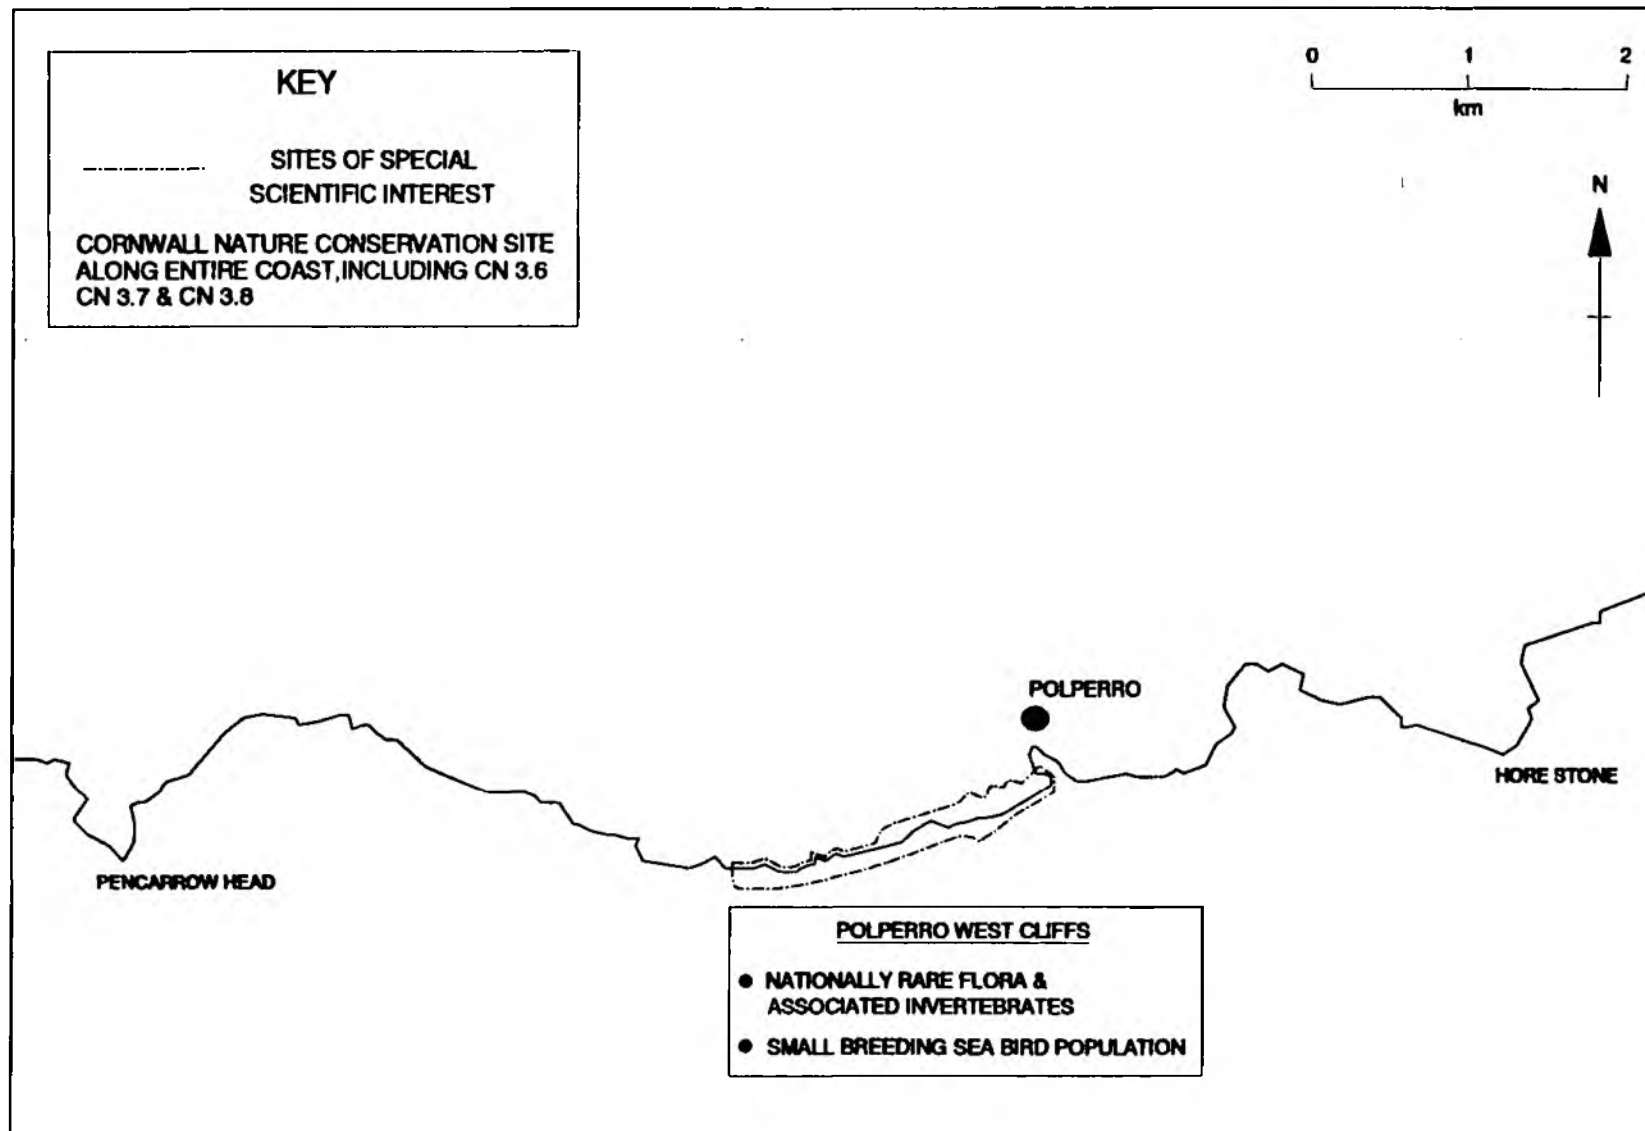 KEY
SITES OF SPECIAL
SCIENTIFIC INTEREST
CORNWALL NATURE CONSERVATION SITE
ALONG ENTIRE COAST, INCLUDING CN 3.6
CN 3.7 & CN 3.8
0 1 2
km
N
POLPERRO
HORE STONE
PENCARROW HEAD
POLPERRO WEST CLIFFS
● NATIONALLY RARE FLORA &
ASSOCIATED INVERTEBRATES
● SMALL BREEDING SEA BIRD POPULATION